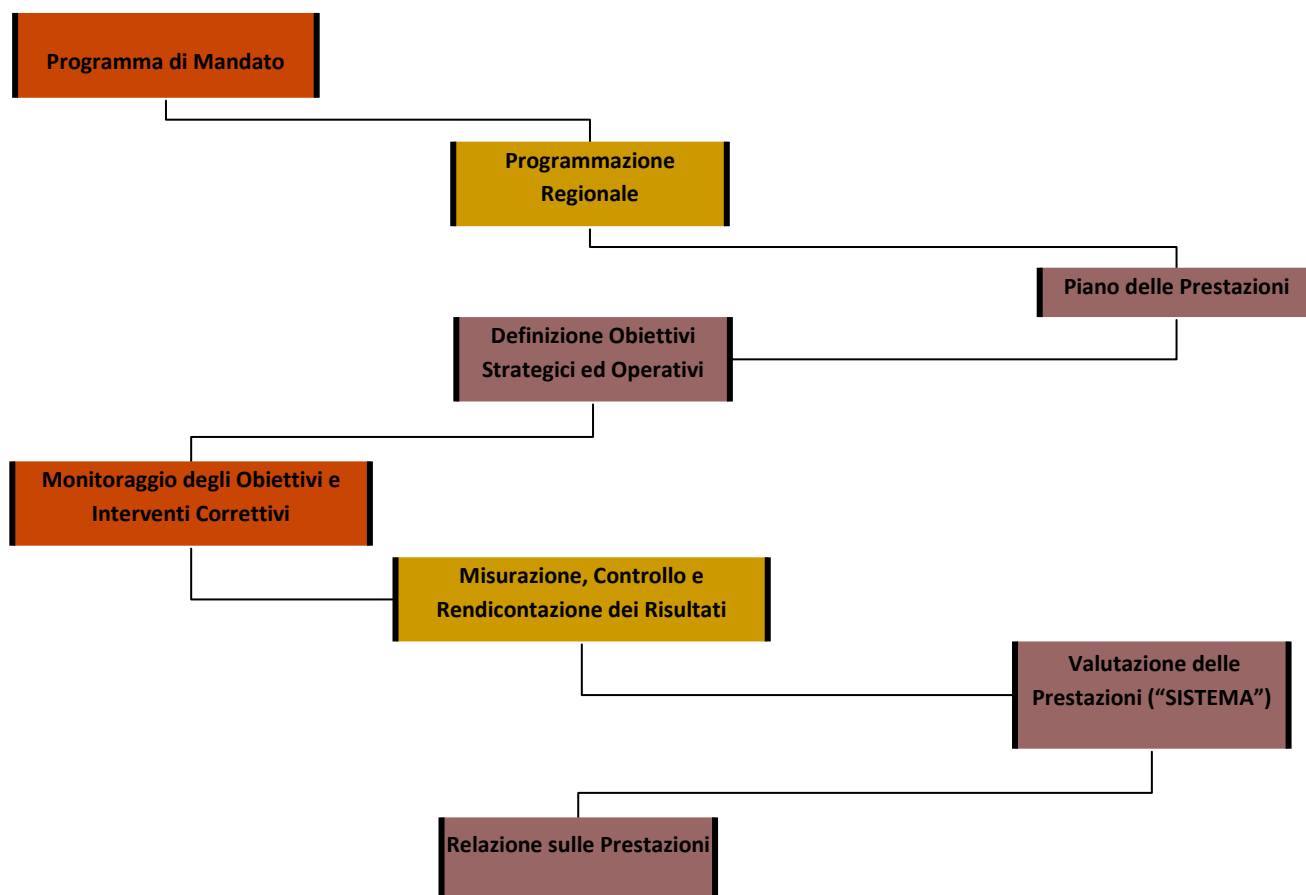 Programma di Mandato
Programmazione
Regionale
Piano delle Prestazioni
Definizione Obiettivi
Strategici ed Operativi
Monitoraggio degli Obiettivi e
Interventi Correttivi
Misurazione, Controllo e
Rendicontazione dei Risultati
Valutazione delle
Prestazioni (“SISTEMA”)
Relazione sulle Prestazioni